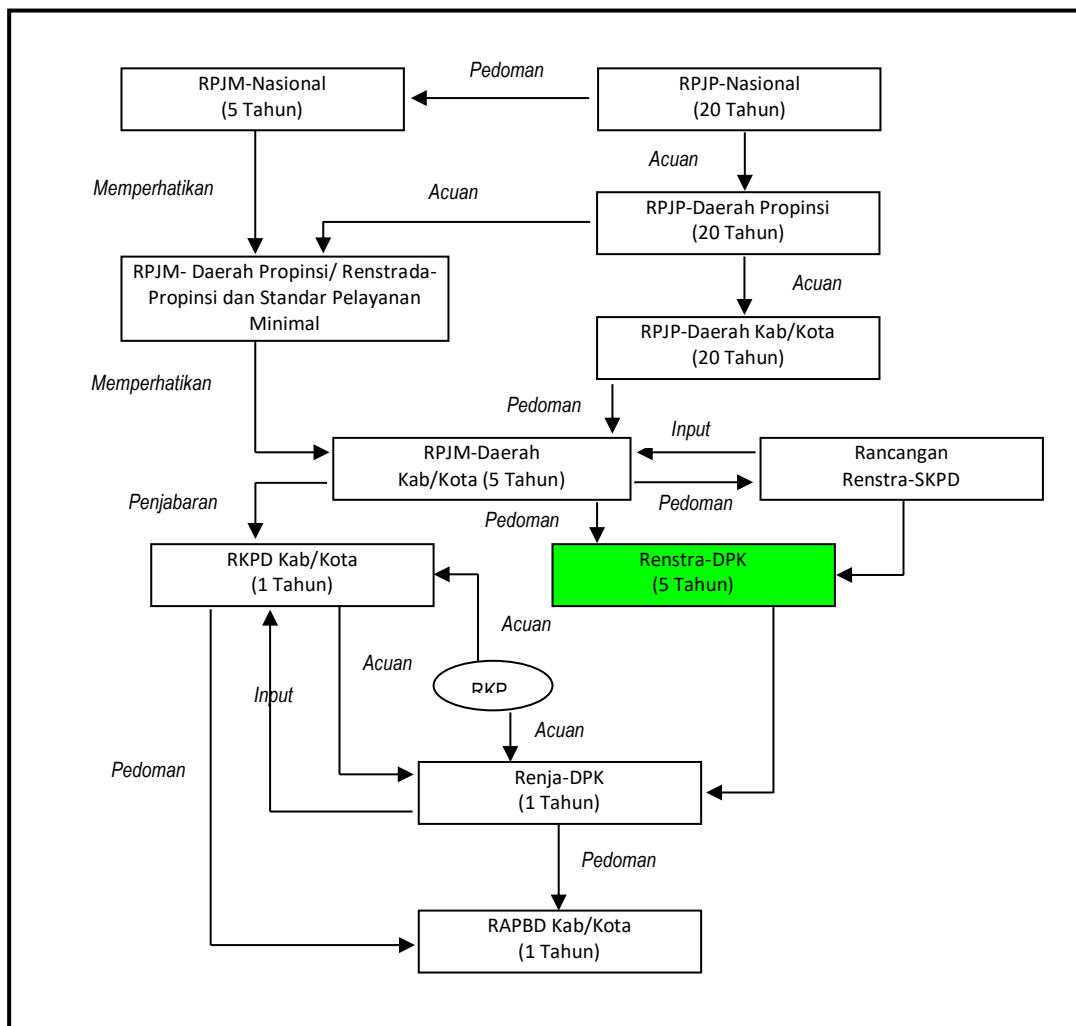 Pedoman
RPJM-Nasional
(5 Tahun)
RPJP-Nasional
(20 Tahun)
Acuan
Memperhatikan
Acuan
RPJP-Daerah Propinsi
(20 Tahun)
RPJM- Daerah Propinsi/ Renstrada-
Propinsi dan Standar Pelayanan
Minimal
Acuan
RPJP-Daerah Kab/Kota
(20 Tahun)
Memperhatikan
Pedoman
Input
RPJM-Daerah
Kab/Kota (5 Tahun)
Rancangan
Renstra-SKPD
Penjabaran
Pedoman
Pedoman
RKPD Kab/Kota
(1 Tahun)
Renstra-DPK
(5 Tahun)
Acuan
Acuan
Input
RKP
Acuan
Pedoman
Renja-DPK
(1 Tahun)
Pedoman
RAPBD Kab/Kota
(1 Tahun)